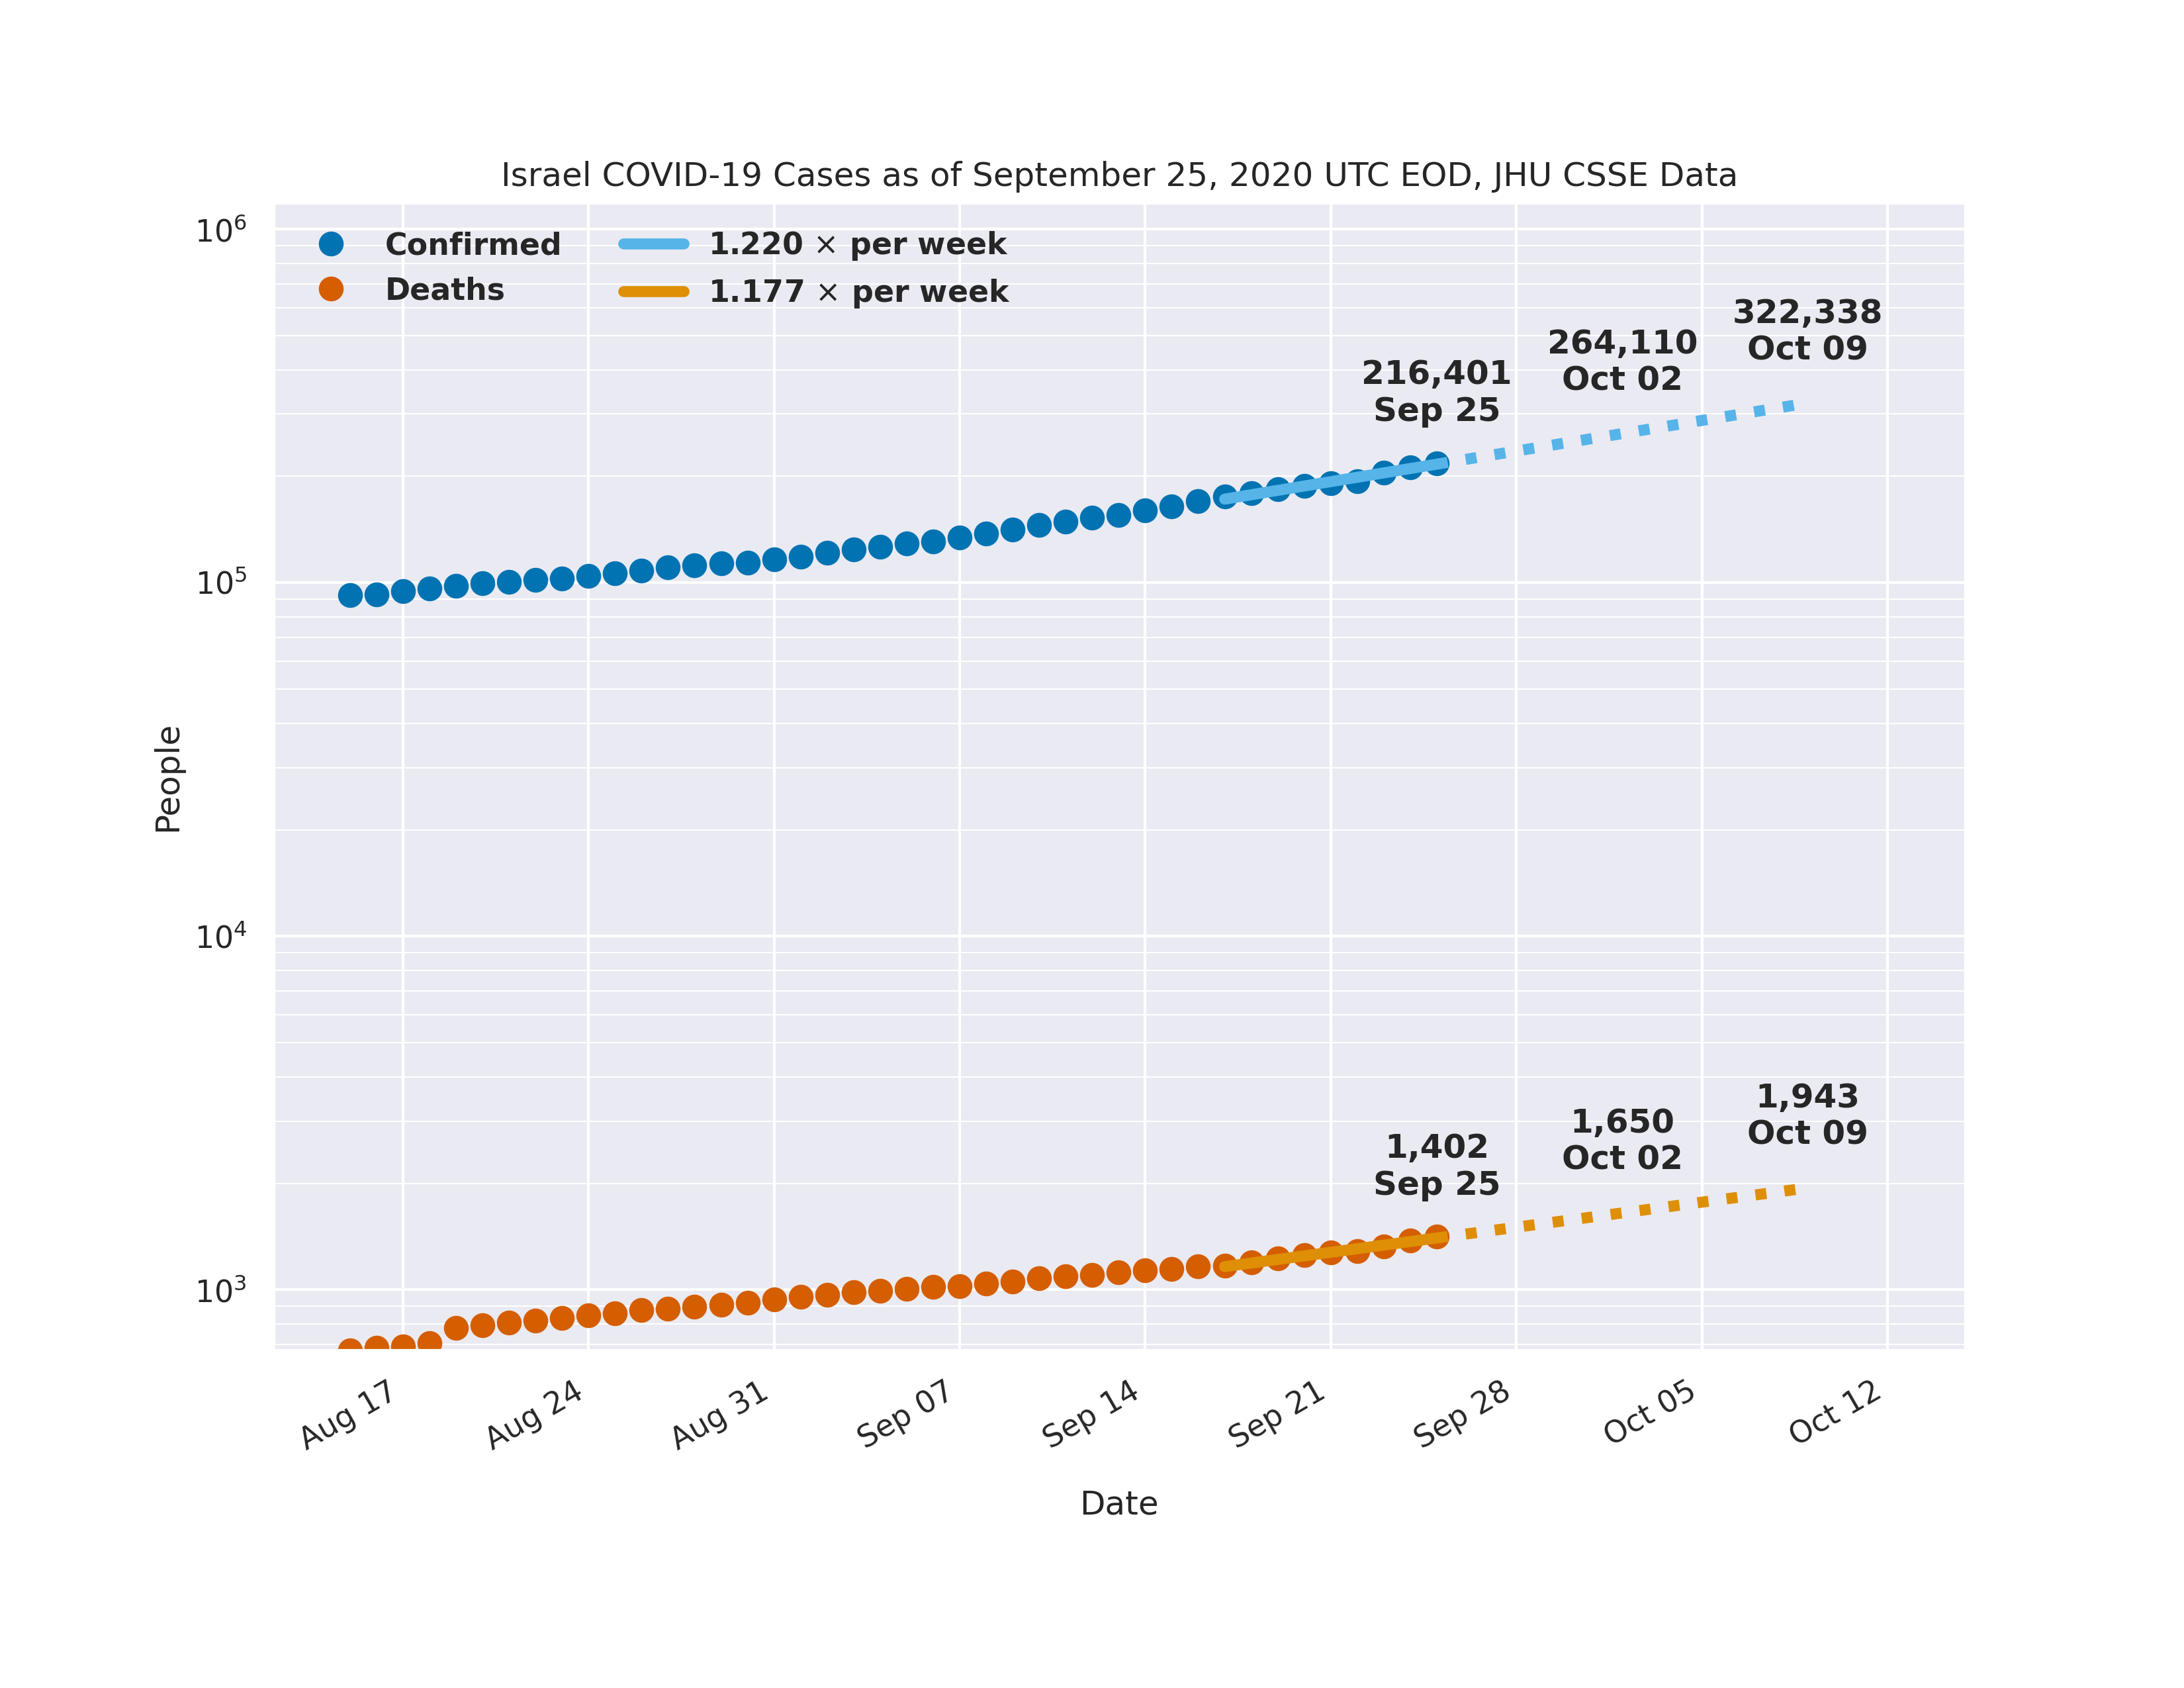 Israel COVID-19 Cases as of September 25, 2020 UTC EOD, JHU CSSE Data
Confirmed
Deaths
1.220 × per week
1.177 × per week
10⁶
10⁵
10⁴
10³
People
216,401
Sep 25
264,110
Oct 02
322,338
Oct 09
1,402
Sep 25
1,650
Oct 02
1,943
Oct 09
Aug 17
Aug 24
Aug 31
Sep 07
Sep 14
Sep 21
Sep 28
Oct 05
Oct 12
Date